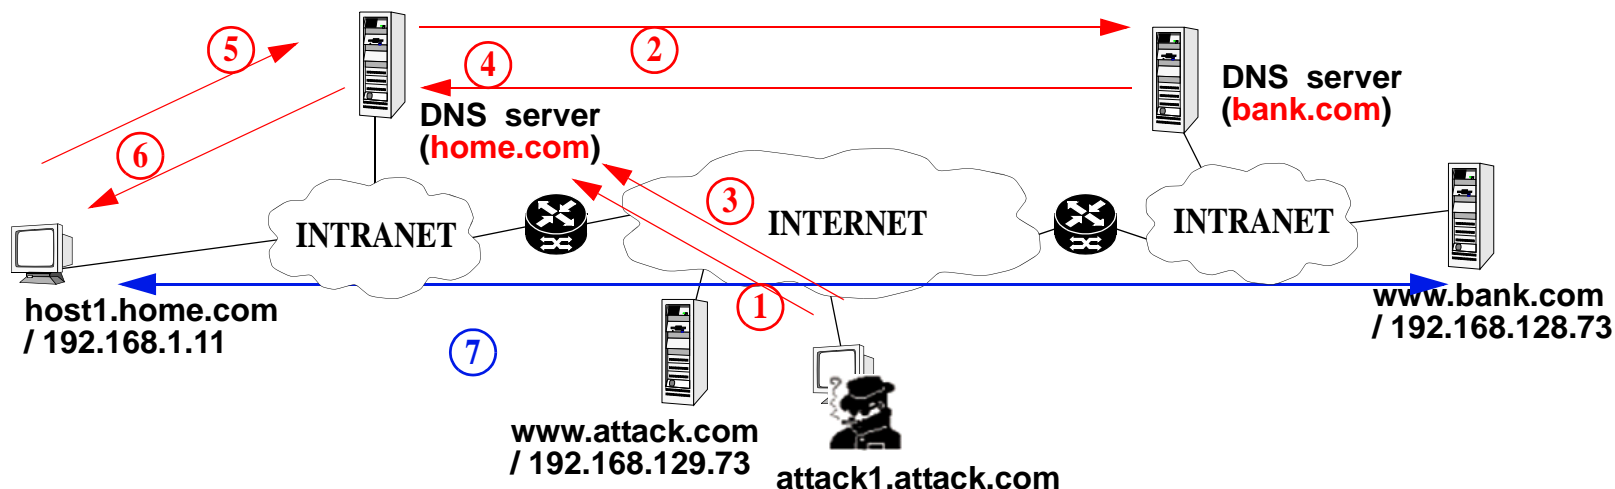 5
2
4
DNS server
(bank.com)
DNS server
(home.com)
6
3
INTRANET
INTERNET
INTRANET
1
host1.home.com
/ 192.168.1.11
www.bank.com
/ 192.168.128.73
7
www.attack.com
/ 192.168.129.73
attack1.attack.com